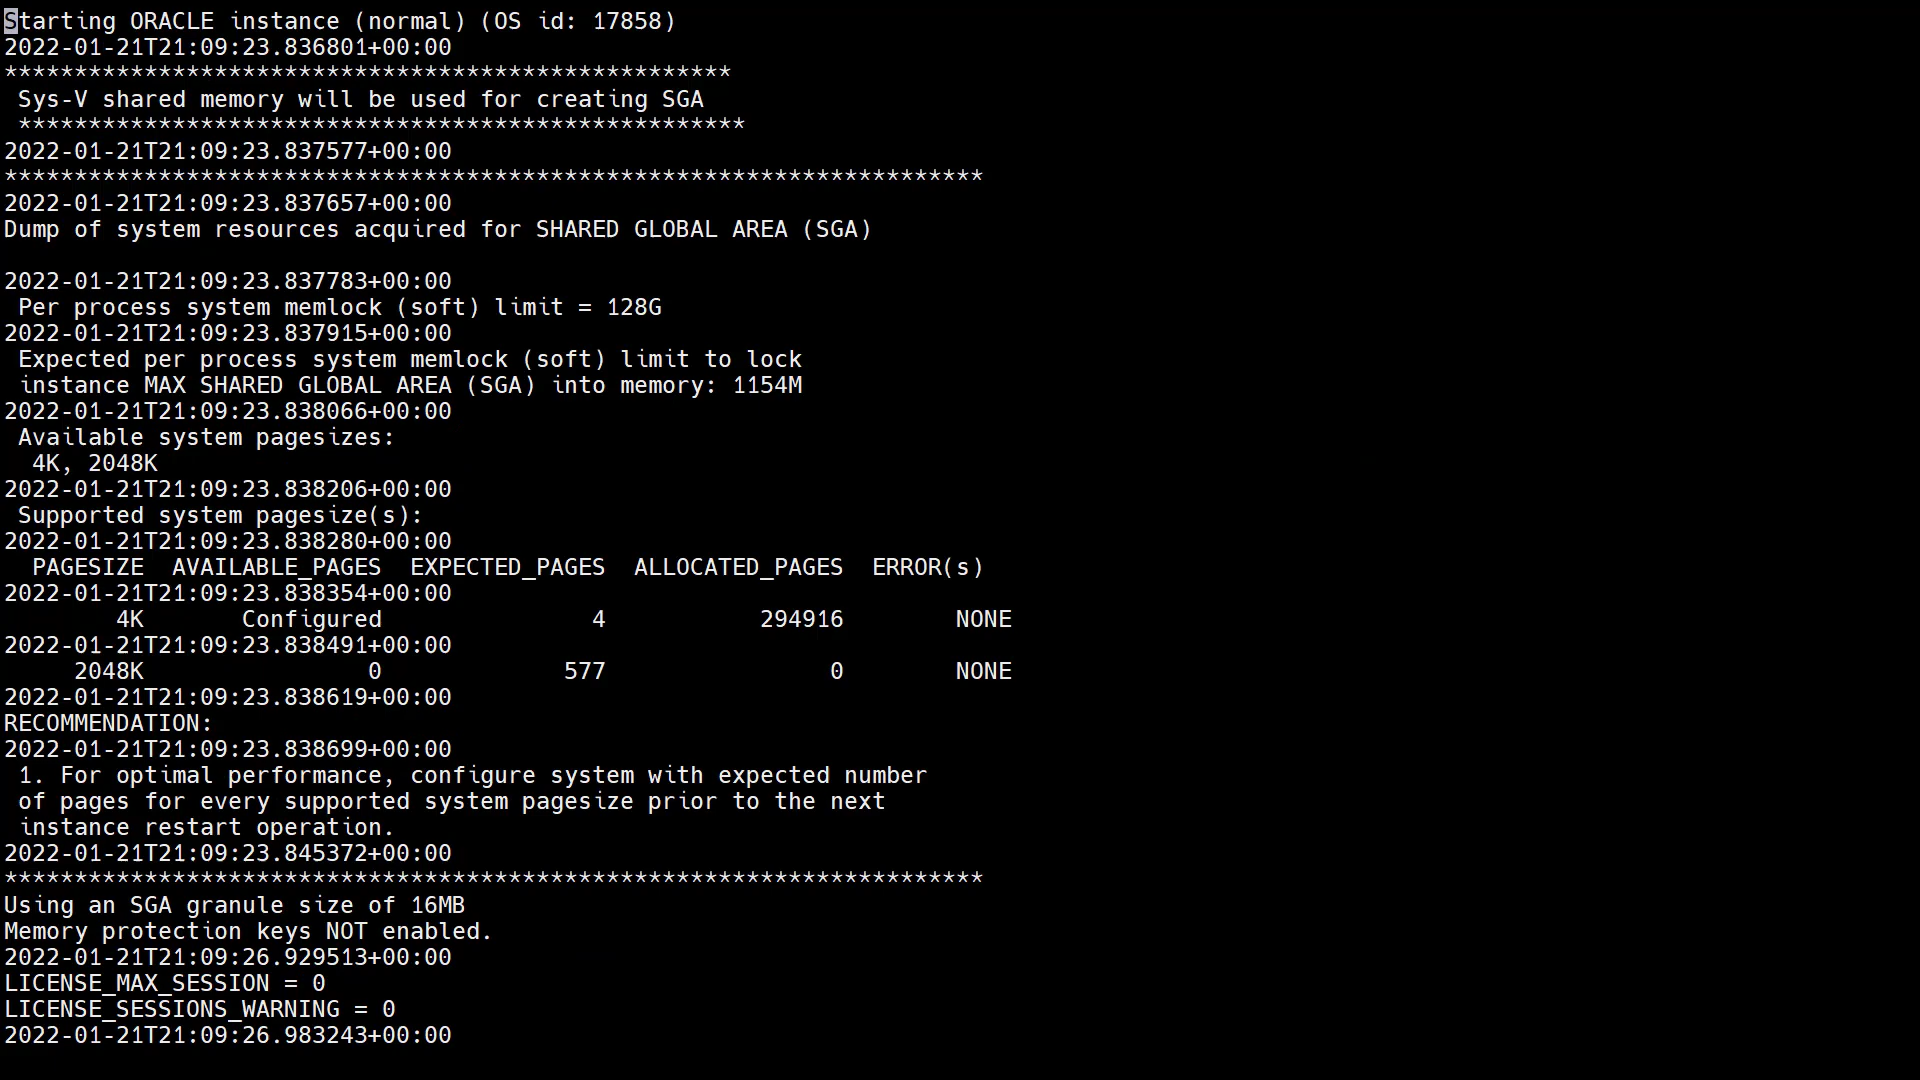 Starting ORACLE instance (normal) (OS id: 17858)
2022-01-21T21:09:23.836801+00:00
****************************************************
 Sys-V shared memory will be used for creating SGA
 ****************************************************
2022-01-21T21:09:23.837577+00:00
**********************************************************************
2022-01-21T21:09:23.837657+00:00
Dump of system resources acquired for SHARED GLOBAL AREA (SGA)

2022-01-21T21:09:23.837783+00:00
 Per process system memlock (soft) limit = 128G
2022-01-21T21:09:23.837915+00:00
 Expected per process system memlock (soft) limit to lock
 instance MAX SHARED GLOBAL AREA (SGA) into memory: 1154M
2022-01-21T21:09:23.838066+00:00
 Available system pagesizes:
  4K, 2048K
2022-01-21T21:09:23.838206+00:00
 Supported system pagesize(s):
2022-01-21T21:09:23.838280+00:00
  PAGESIZE  AVAILABLE_PAGES  EXPECTED_PAGES  ALLOCATED_PAGES  ERROR(s)
2022-01-21T21:09:23.838354+00:00
        4K       Configured               4           294916        NONE
2022-01-21T21:09:23.838491+00:00
     2048K                0             577                0        NONE
2022-01-21T21:09:23.838619+00:00
RECOMMENDATION:
2022-01-21T21:09:23.838699+00:00
 1. For optimal performance, configure system with expected number
 of pages for every supported system pagesize prior to the next
 instance restart operation.
2022-01-21T21:09:23.845372+00:00
**********************************************************************
Using an SGA granule size of 16MB
Memory protection keys NOT enabled.
2022-01-21T21:09:26.929513+00:00
LICENSE_MAX_SESSION = 0
LICENSE_SESSIONS_WARNING = 0
2022-01-21T21:09:26.983243+00:00